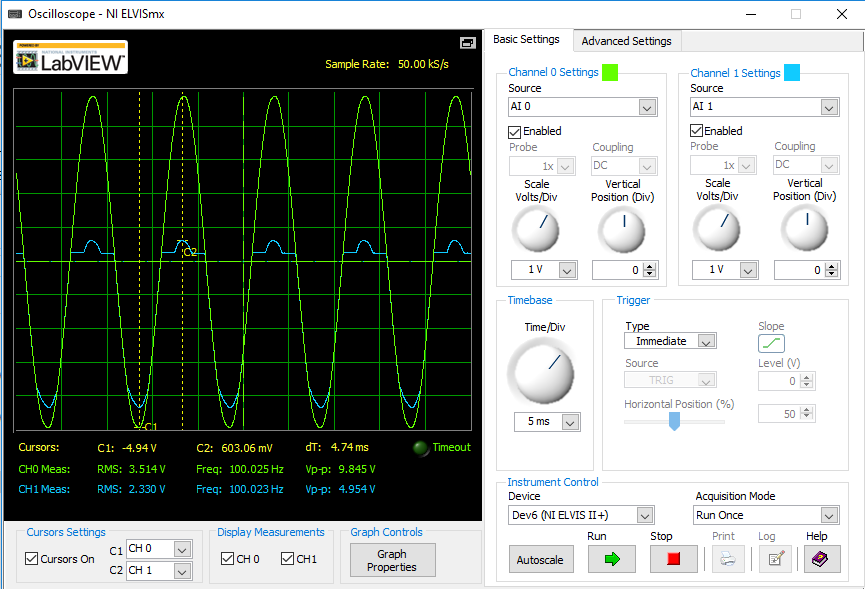 Oscilloscope - NI ELVISmx
POWERED BY
NATIONAL INSTRUMENTS
LabVIEW™
Sample Rate: 50.00 kS/s
C2
C1
Cursors: C1: -4.94 V C2: 603.06 mV dT: 4.74 ms Timeout
CH0 Meas: RMS: 3.514 V Freq: 100.025 Hz Vp-p: 9.845 V
CH1 Meas: RMS: 2.330 V Freq: 100.023 Hz Vp-p: 4.954 V
Cursors Settings
Cursors On
C1 CH 0
C2 CH 1
Display Measurements
CH 0 CH1
Graph Controls
Graph
Properties
Basic Settings Advanced Settings
Channel 0 Settings
Source
AI 0
Enabled
Probe Coupling
1x DC
Scale Vertical
Volts/Div Position (Div)
1 V 0
Channel 1 Settings
Source
AI 1
Enabled
Probe Coupling
1x DC
Scale Vertical
Volts/Div Position (Div)
1 V 0
Timebase
Time/Div
5 ms
Trigger
Type Slope
Immediate
Source Level (V)
TRIG 0
Horizontal Position (%)
50
Instrument Control
Device Acquisition Mode
Dev6 (NI ELVIS II+) Run Once
Run Stop Print Log Help
Autoscale